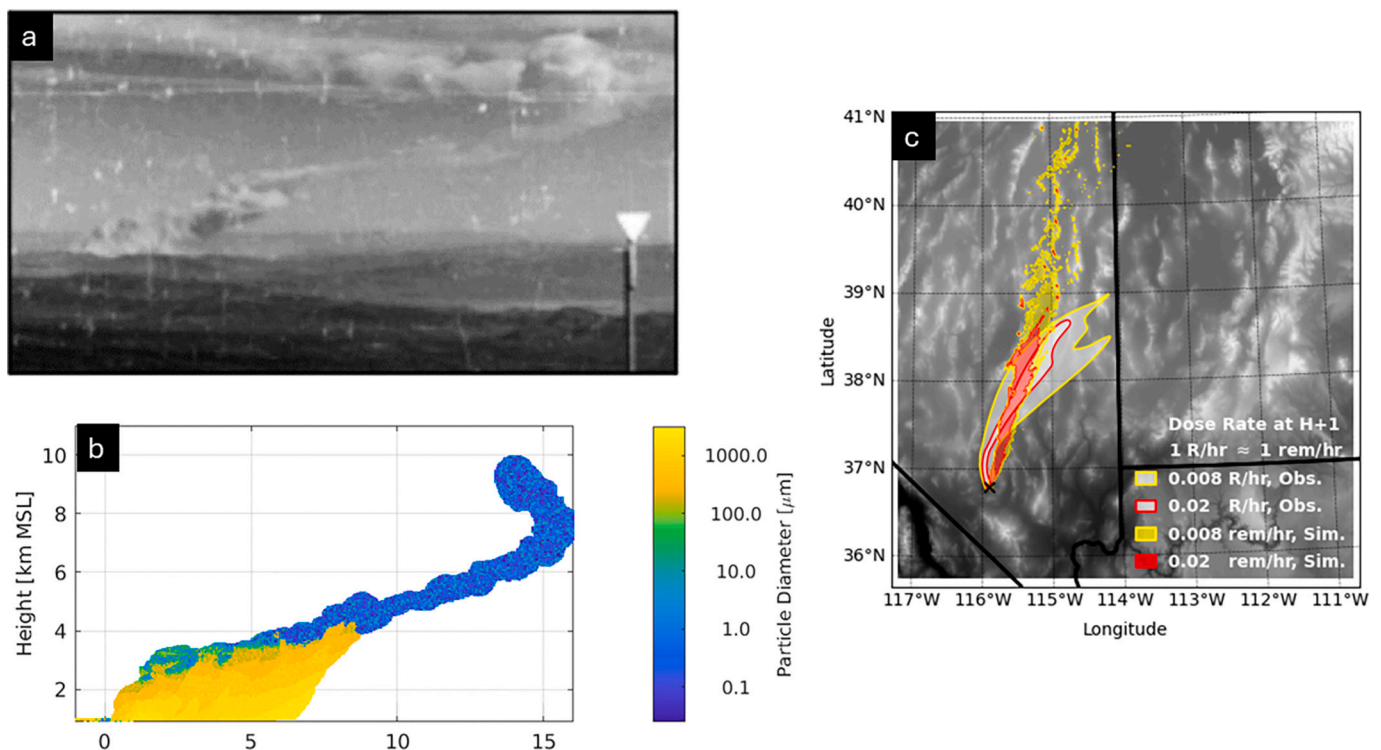 a
b
Height [km MSL]
10
8
6
4
2
0
5
10
15
1000.0
100.0
10.0
1.0
0.1
Particle Diameter [μm]
c
Latitude
41°N
40°N
39°N
38°N
37°N
36°N
117°W 116°W 115°W 114°W 113°W 112°W 111°W
Longitude
Dose Rate at H+1
1 R/hr ≈ 1 rem/hr
0.008 R/hr, Obs.
0.02 R/hr, Obs.
0.008 rem/hr, Sim.
0.02 rem/hr, Sim.